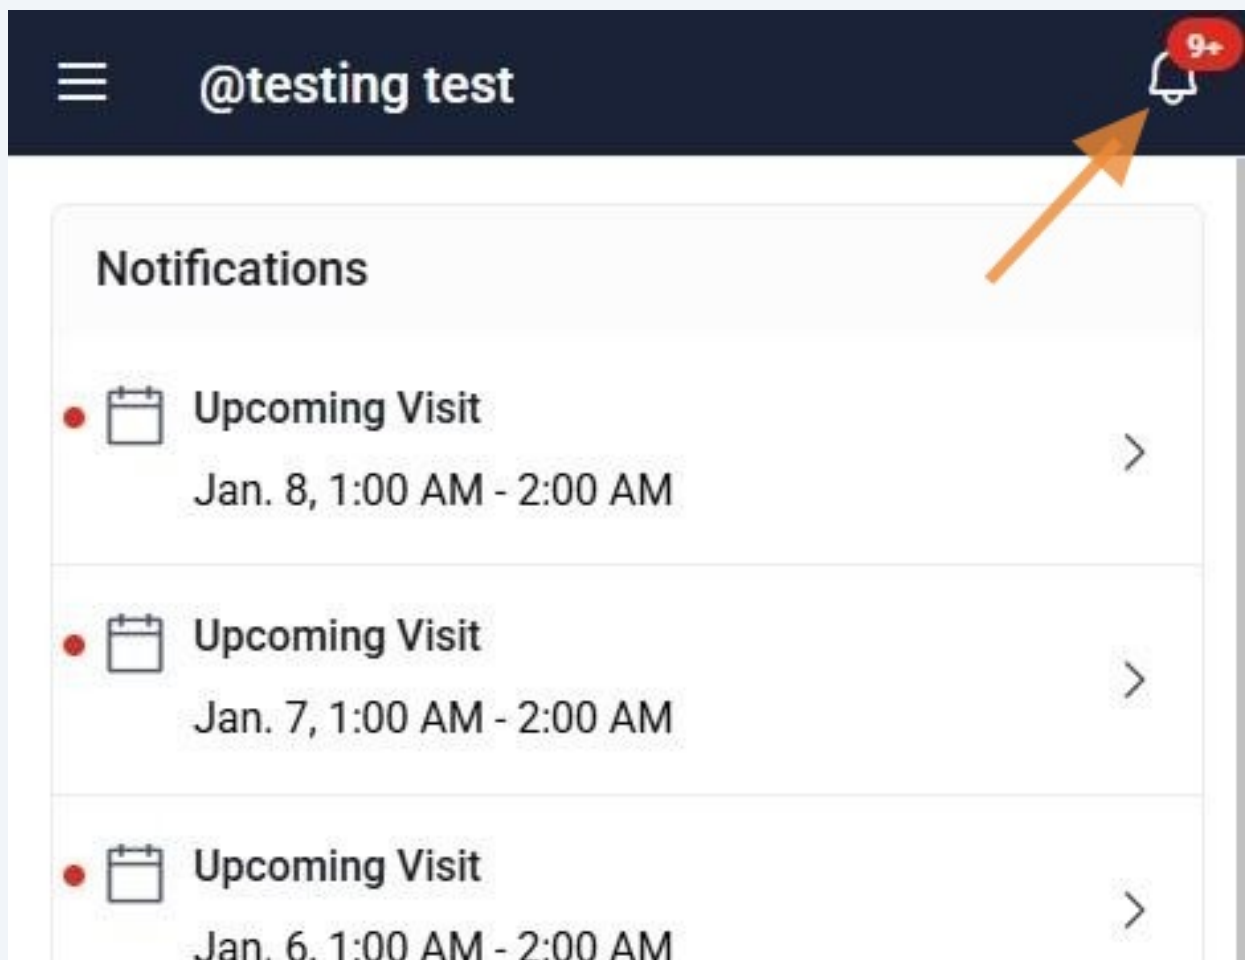 @testing test
9+
Notifications
Upcoming Visit
Jan. 8, 1:00 AM - 2:00 AM
Upcoming Visit
Jan. 7, 1:00 AM - 2:00 AM
Upcoming Visit
Jan. 6, 1:00 AM - 2:00 AM